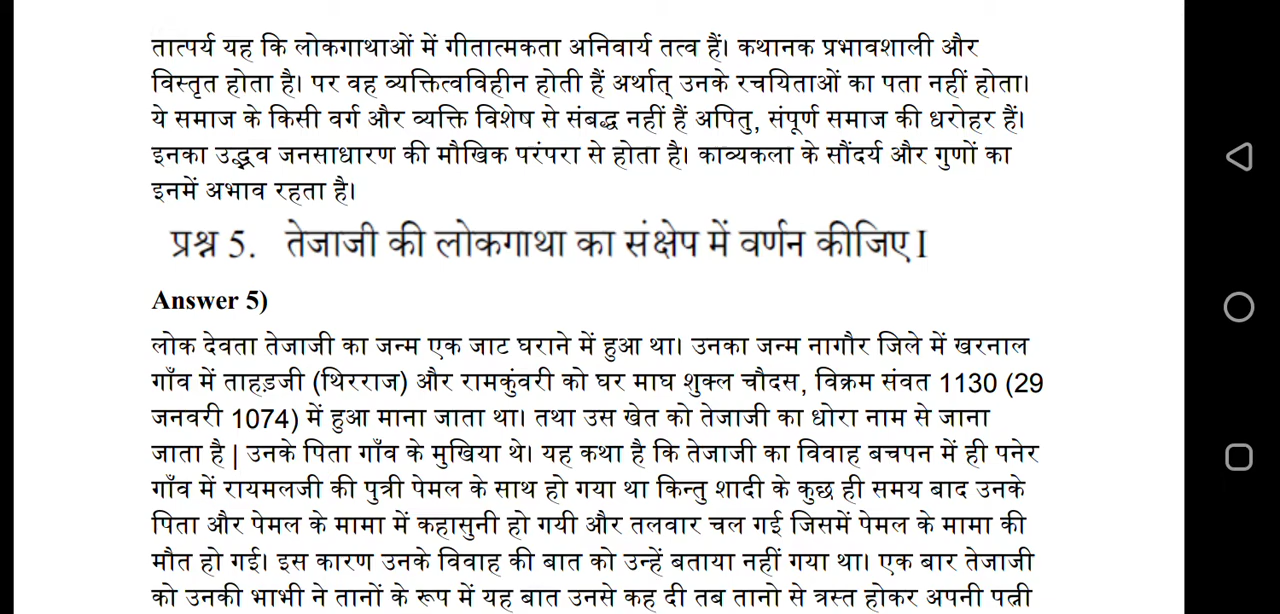 तात्पर्य यह कि लोकगाथाओं में गीतात्मकता अनिवार्य तत्व हैं। कथानक प्रभावशाली और
विस्तृत होता है। पर वह व्यक्तित्वविहीन होती हैं अर्थात् उनके रचयिताओं का पता नहीं होता।
ये समाज के किसी वर्ग और व्यक्ति विशेष से संबद्ध नहीं हैं अपितु, संपूर्ण समाज की धरोहर हैं।
इनका उद्भव जनसाधारण की मौखिक परंपरा से होता है। काव्यकला के सौंदर्य और गुणों का
इनमें अभाव रहता है।
प्रश्न 5. तेजाजी की लोकगाथा का संक्षेप में वर्णन कीजिए I
Answer 5)
लोक देवता तेजाजी का जन्म एक जाट घराने में हुआ था। उनका जन्म नागौर जिले में खरनाल
गाँव में ताहड़जी (थिरराज) और रामकुंवरी को घर माघ शुक्ल चौदस, विक्रम संवत 1130 (29
जनवरी 1074) में हुआ माना जाता था। तथा उस खेत को तेजाजी का धोरा नाम से जाना
जाता है | उनके पिता गाँव के मुखिया थे। यह कथा है कि तेजाजी का विवाह बचपन में ही पनेर
गाँव में रायमलजी की पुत्री पेमल के साथ हो गया था किन्तु शादी के कुछ ही समय बाद उनके
पिता और पेमल के मामा में कहासुनी हो गयी और तलवार चल गई जिसमें पेमल के मामा की
मौत हो गई। इस कारण उनके विवाह की बात को उन्हें बताया नहीं गया था। एक बार तेजाजी
को उनकी भाभी ने तानों के रूप में यह बात उनसे कह दी तब तानो से त्रस्त होकर अपनी पत्नी